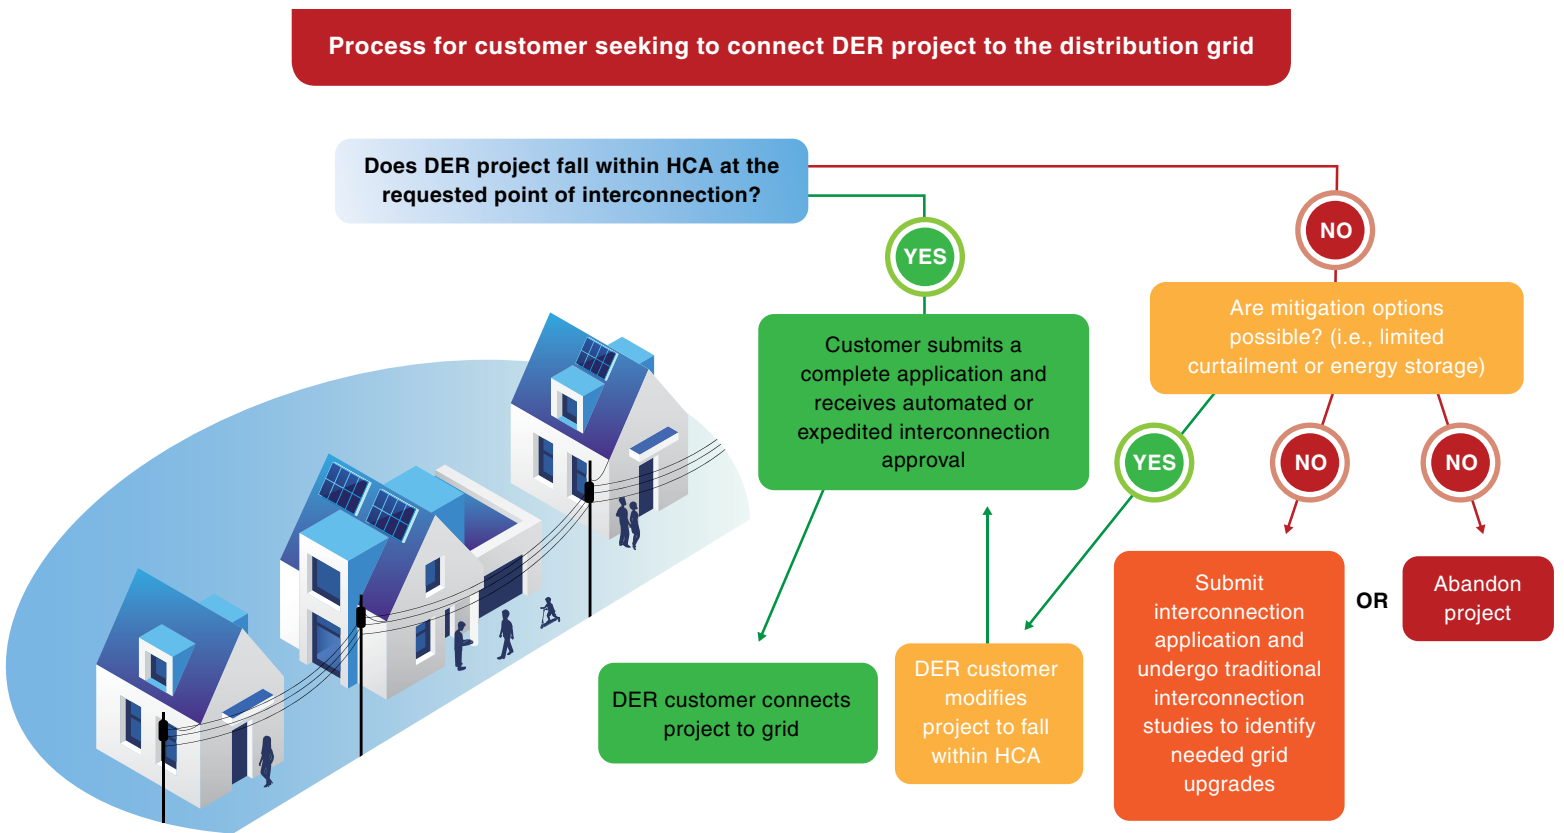 Process for customer seeking to connect DER project to the distribution grid
Does DER project fall within HCA at the
requested point of interconnection?
YES
NO
Customer submits a
complete application and
receives automated or
expedited interconnection
approval
Are mitigation options
possible? (i.e., limited
curtailment or energy storage)
YES
NO
NO
DER customer connects
project to grid
DER customer
modifies
project to fall
within HCA
Submit
interconnection
application and
undergo traditional
interconnection
studies to identify
needed grid
upgrades
OR
Abandon
project